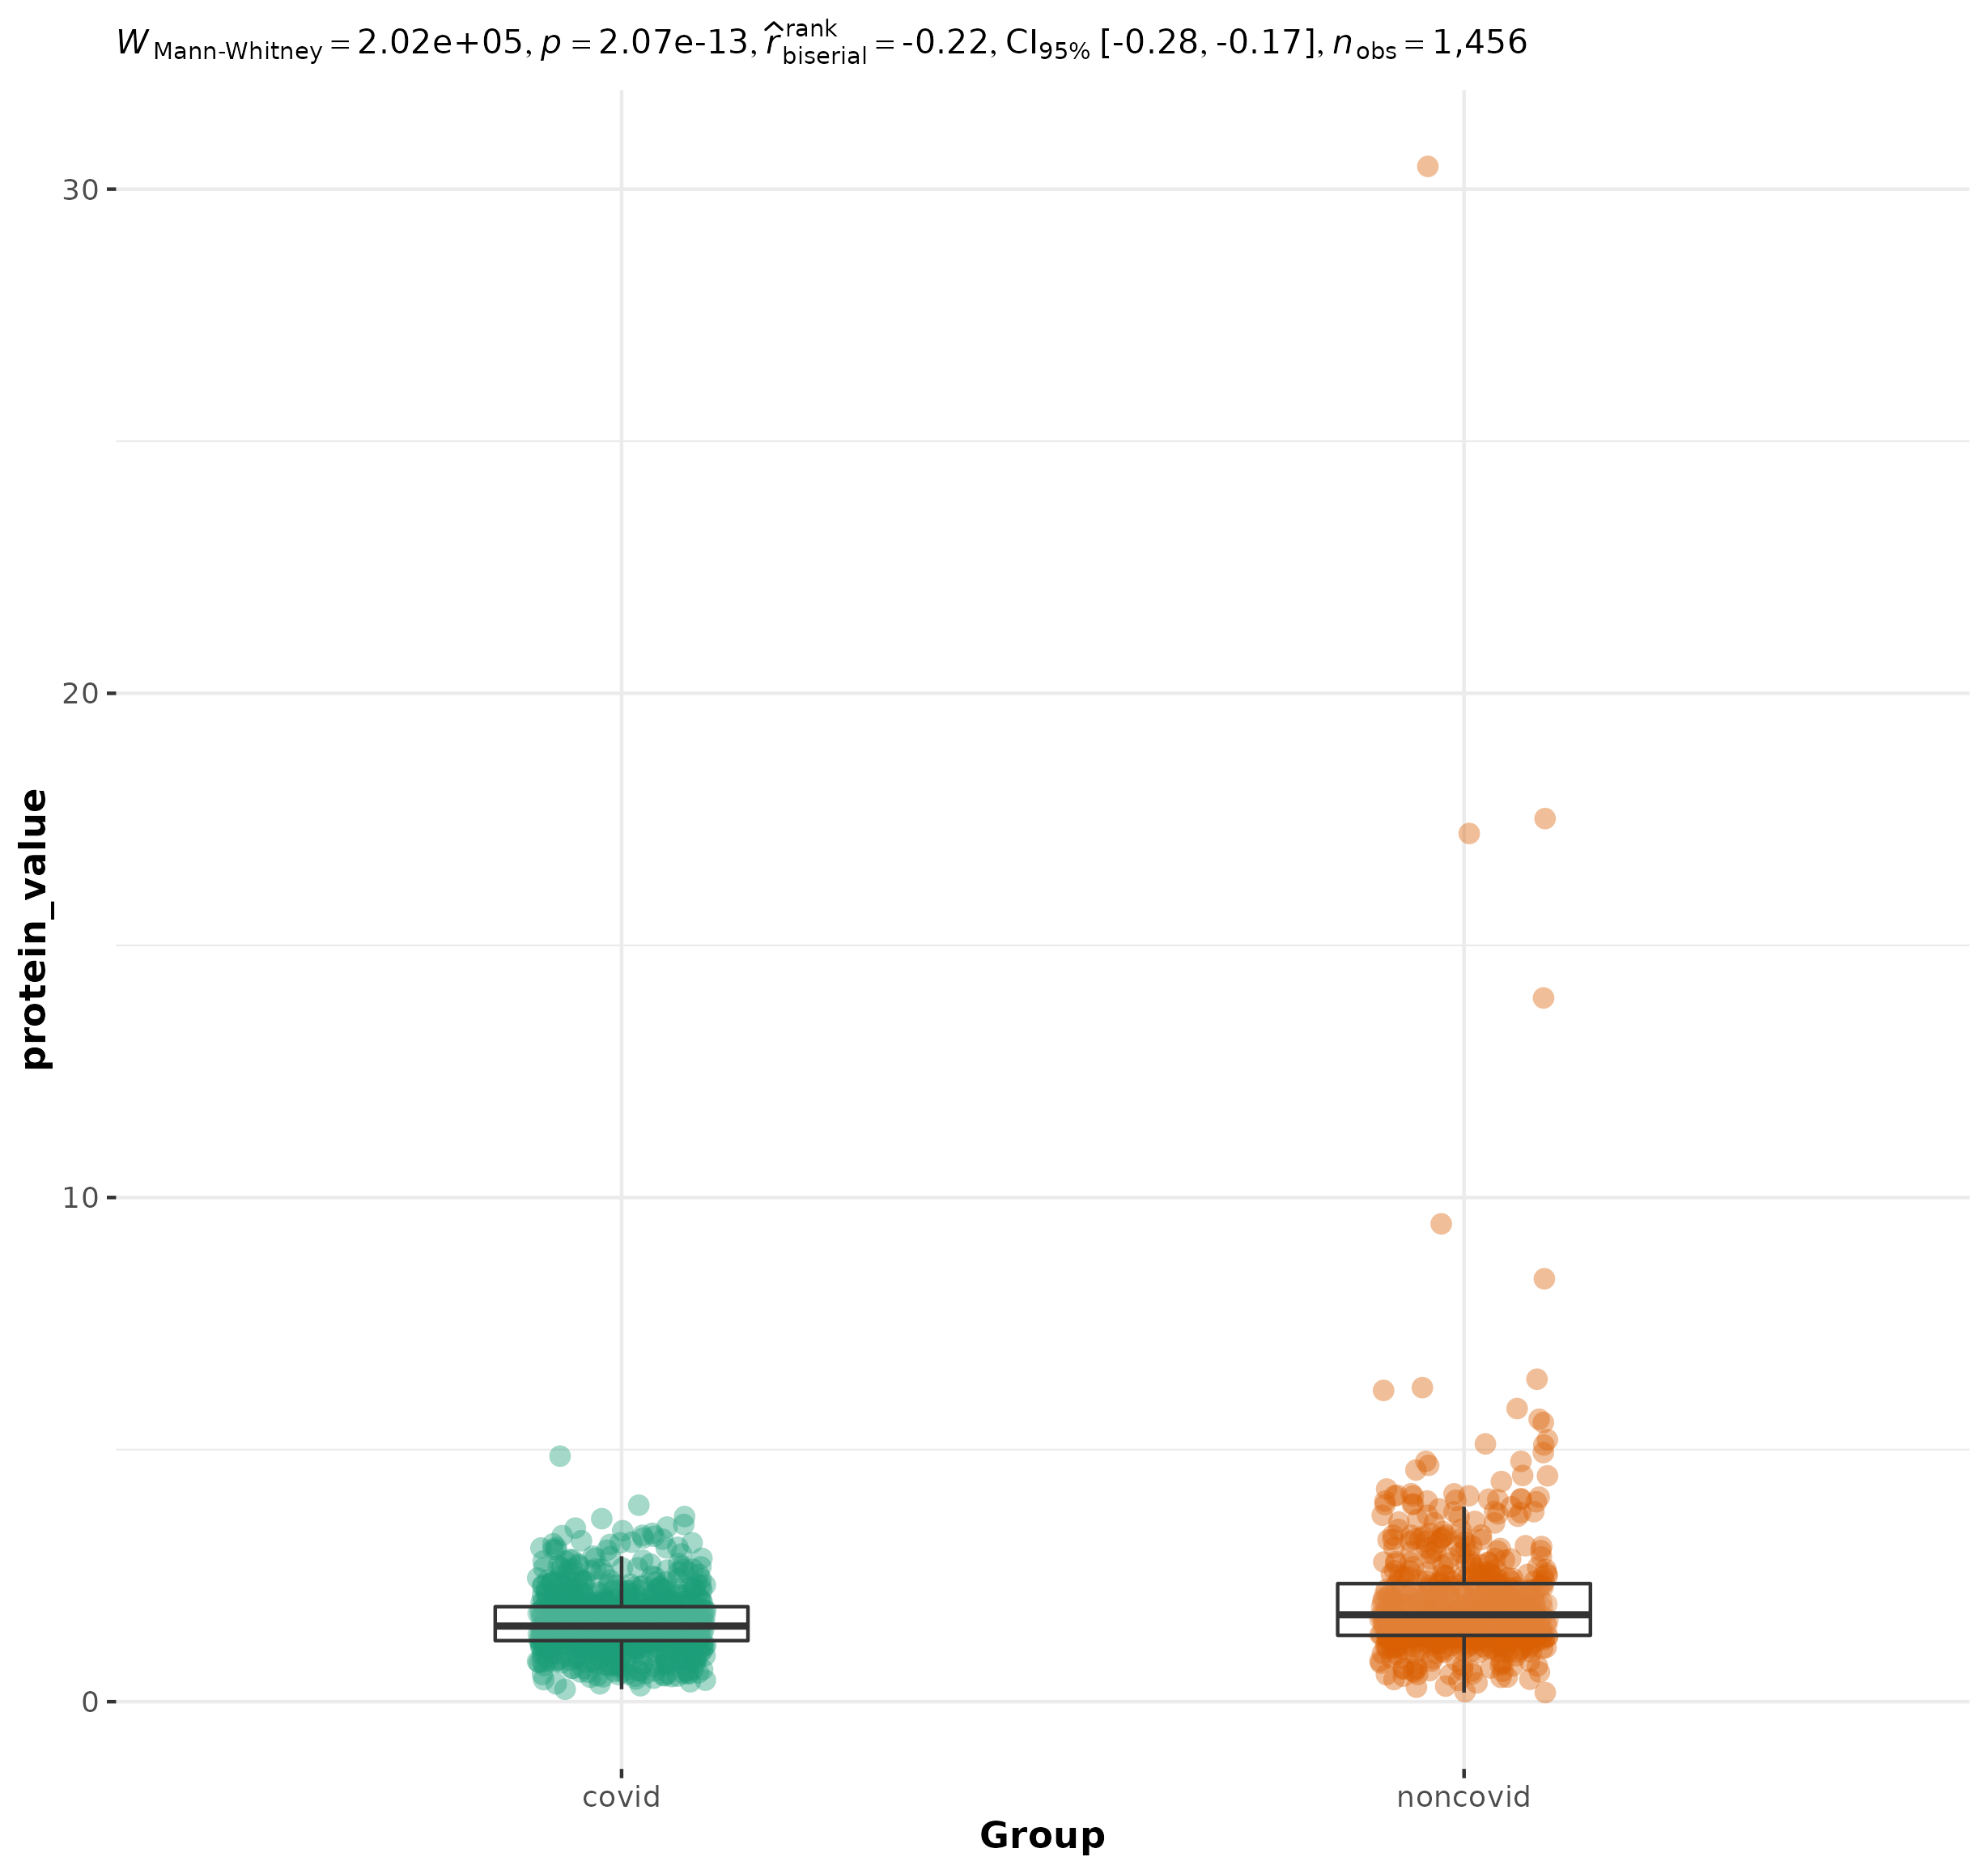 W Mann-Whitney = 2.02e+05, p = 2.07e-13, r̂ rank biserial = -0.22, CI95% [-0.28, -0.17], n obs = 1,456
30
20
10
0
protein_value
covid
noncovid
Group